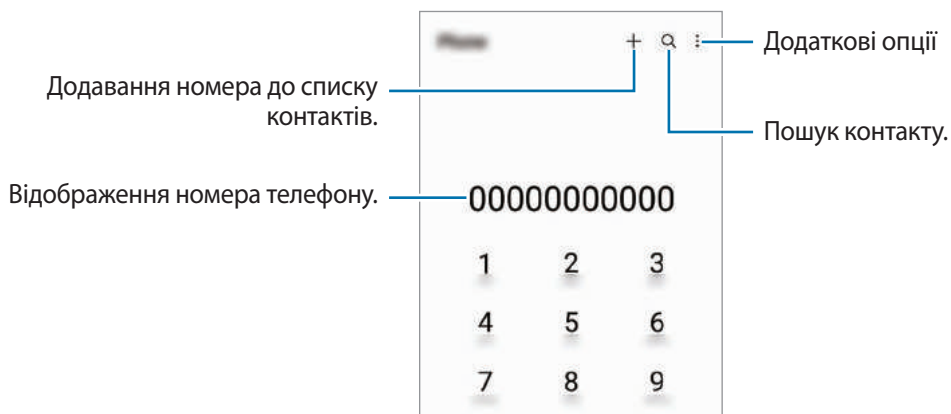 Додаткові опції
Додавання номера до списку
контактів.
Пошук контакту.
Відображення номера телефону.
00000000000
1 2 3
4 5 6
7 8 9